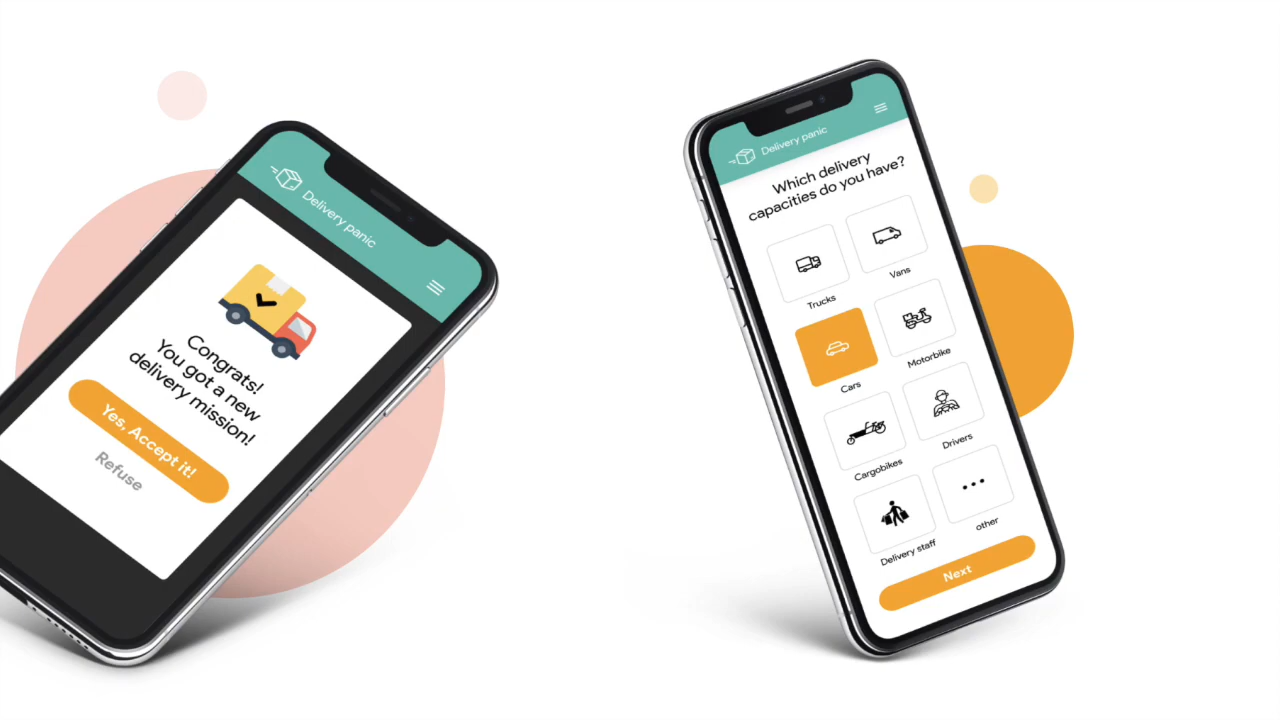 Delivery panic
Congrats!
You got a new
delivery mission!
Yes, Accept it!
Refuse
Delivery panic
Which delivery
capacities do you have?
Trucks
Vans
Cars
Motorbike
Cargobikes
Drivers
Delivery staff
other
Next